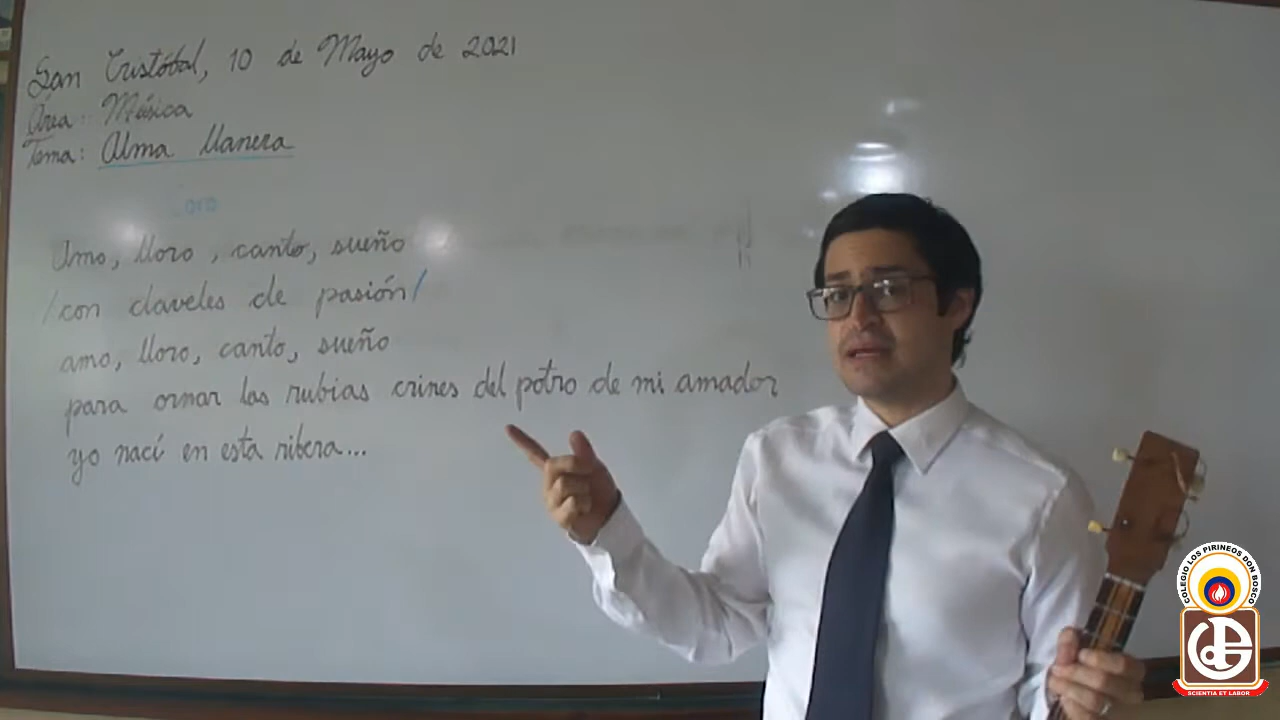 San Cristóbal, 10 de Mayo de 2021
Área: Música
Tema: Alma llanera
oro
Amo, lloro, canto, sueño
/con claveles de pasión/
amo, lloro, canto, sueño
para ornar las rubias crines del potro de mi amador
yo nací en esta ribera...
COLEGIO LOS PIRINEOS DON BOSCO
SCIENTIA ET LABOR